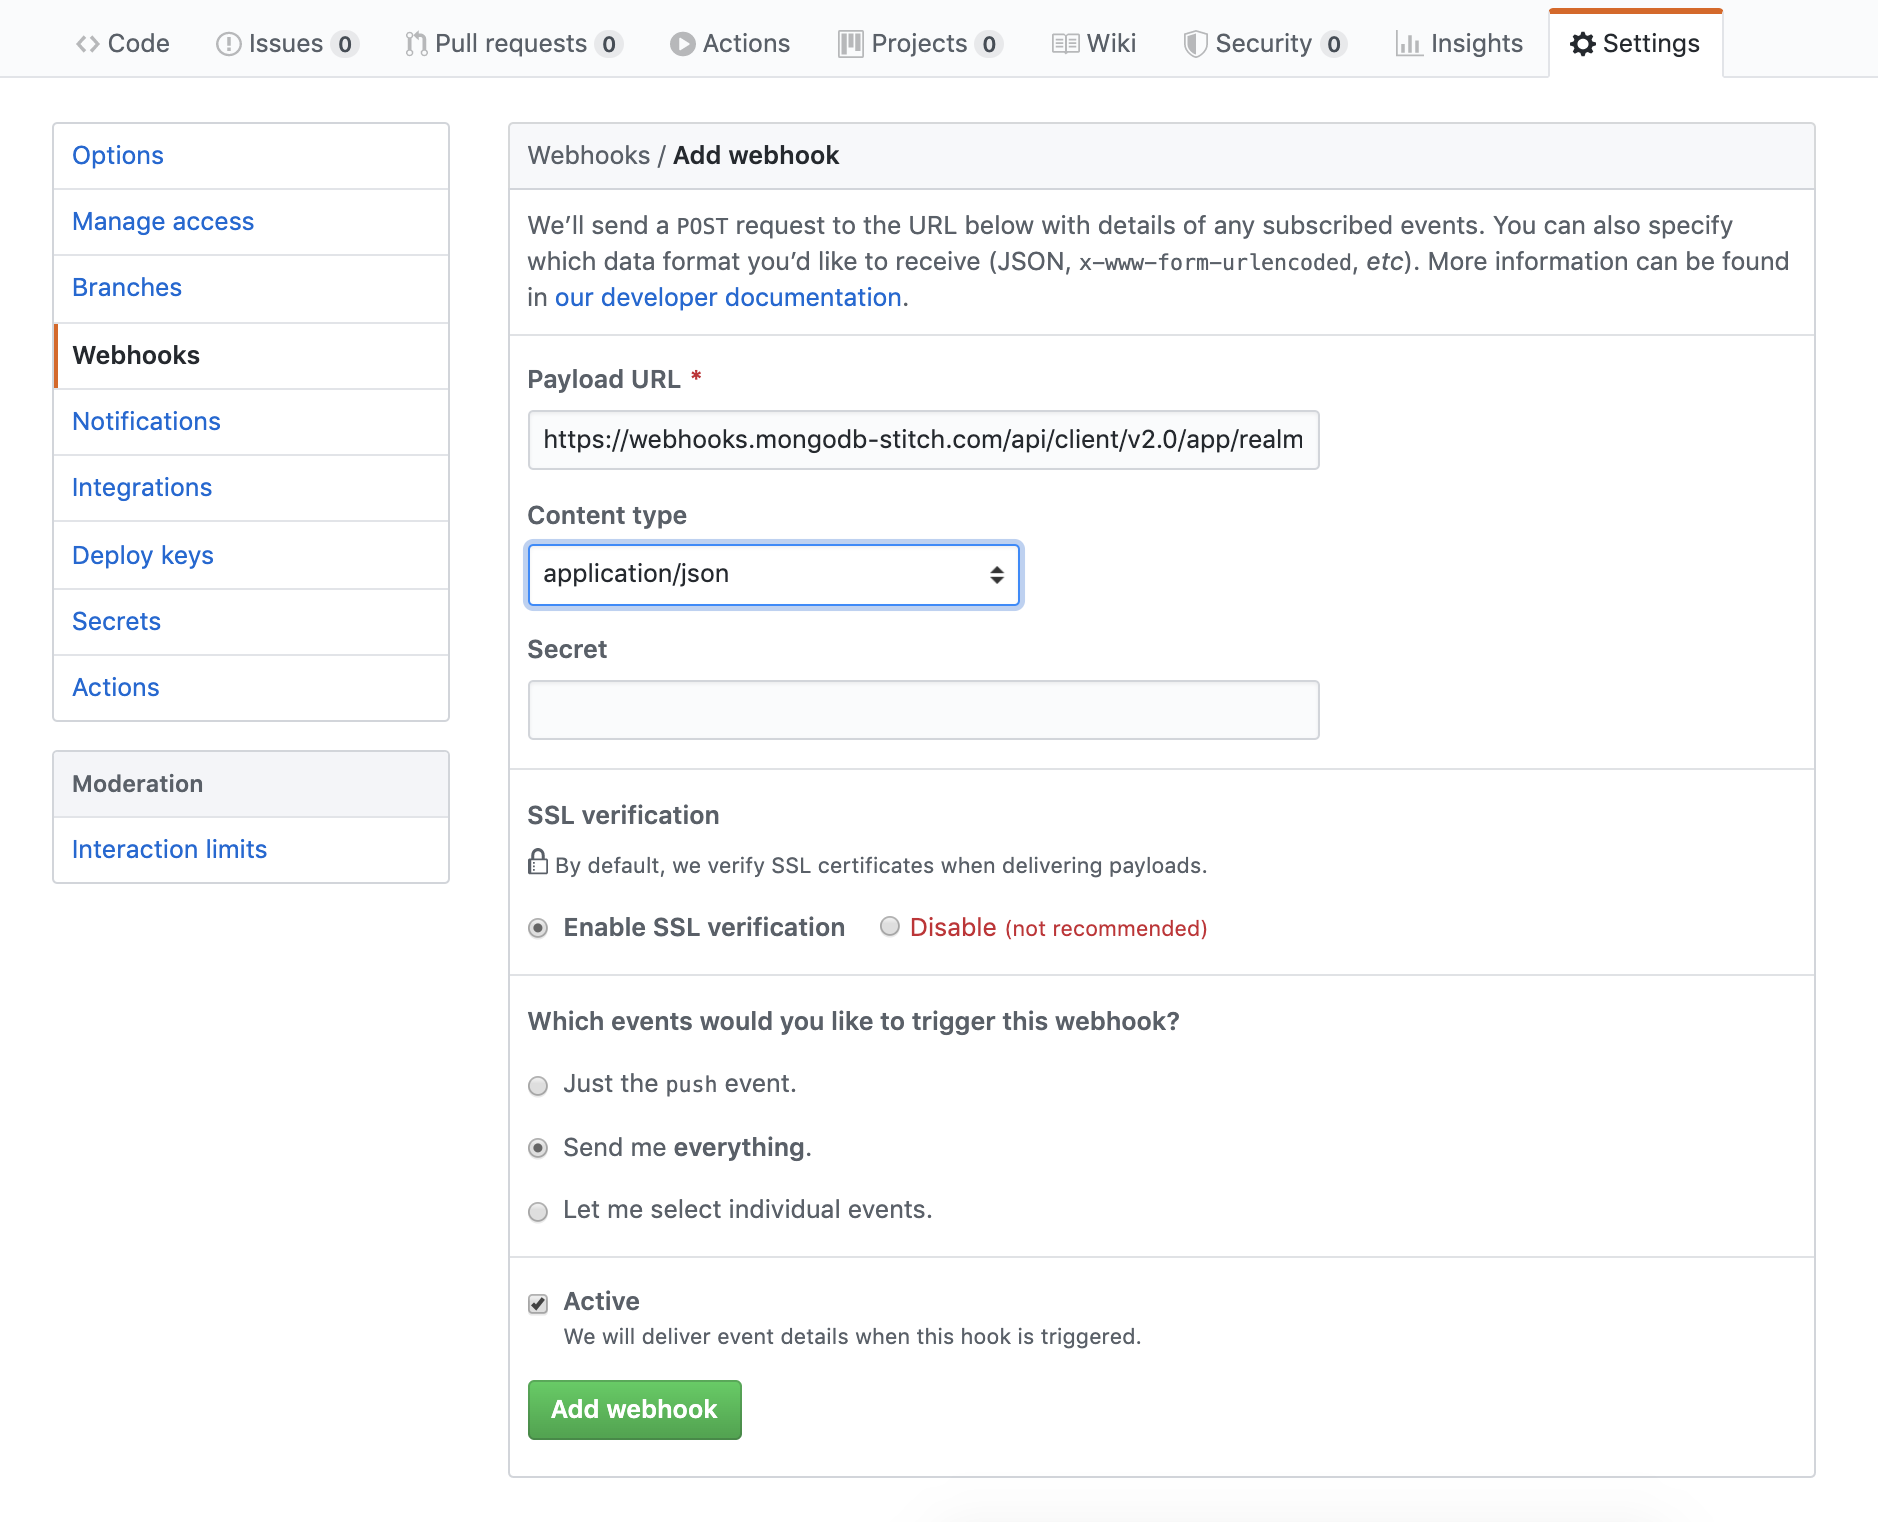 Code Issues 0 Pull requests 0 Actions Projects 0 Wiki Security 0 Insights Settings
Options
Manage access
Branches
Webhooks
Notifications
Integrations
Deploy keys
Secrets
Actions
Moderation
Interaction limits
Webhooks / Add webhook
We’ll send a POST request to the URL below with details of any subscribed events. You can also specify
which data format you’d like to receive (JSON, x-www-form-urlencoded, etc). More information can be found
in our developer documentation.
Payload URL *
https://webhooks.mongodb-stitch.com/api/client/v2.0/app/realm
Content type
application/json
Secret
SSL verification
By default, we verify SSL certificates when delivering payloads.
Enable SSL verification Disable (not recommended)
Which events would you like to trigger this webhook?
Just the push event.
Send me everything.
Let me select individual events.
Active
We will deliver event details when this hook is triggered.
Add webhook